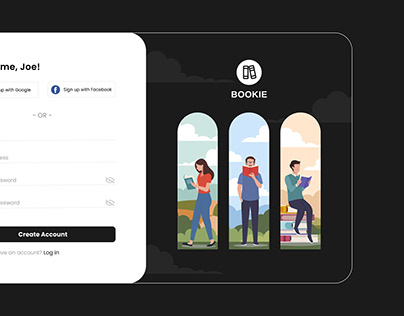 me, Joe!
up with Google
Sign up with Facebook
- OR -
ess
ssword
ssword
Create Account
ve on account? Log in
BOOKIE